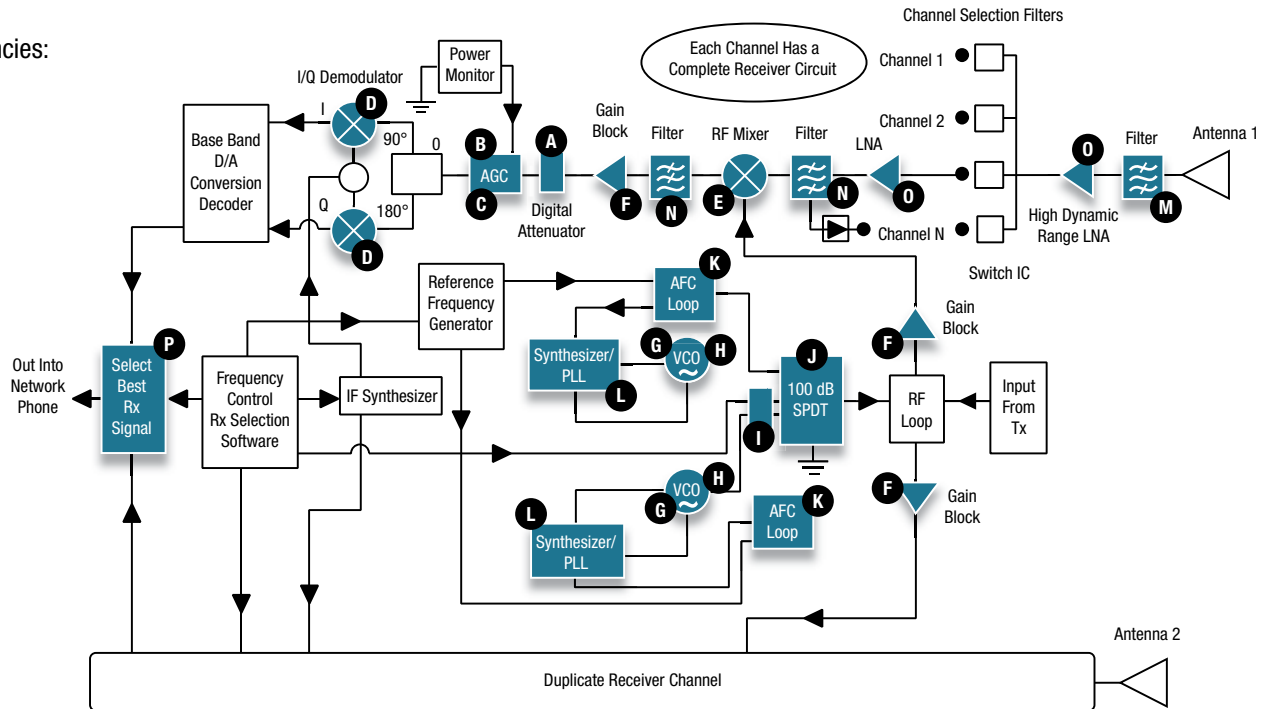 ncies:
Channel Selection Filters
Each Channel Has a
Complete Receiver Circuit
Channel 1
Channel 2
Channel N
Switch IC
Power
Monitor
I/Q Demodulator
I
D
90°
Q
D
180°
0
Base Band
D/A
Conversion
Decoder
B
AGC
C
A
Digital
Attenuator
Gain
Block
F
Filter
N
RF Mixer
E
Filter
N
LNA
O
O
High Dynamic
Range LNA
Filter
M
Antenna 1
Reference
Frequency
Generator
K
AFC
Loop
Synthesizer/
PLL
L
G
VCO
~
H
J
100 dB
SPDT
I
F
Gain
Block
RF
Loop
Input
From
Tx
F
Gain
Block
Out Into
Network
Phone
P
Select
Best
Rx
Signal
Frequency
Control
Rx Selection
Software
IF Synthesizer
L
Synthesizer/
PLL
G
VCO
~
H
K
AFC
Loop
Antenna 2
Duplicate Receiver Channel